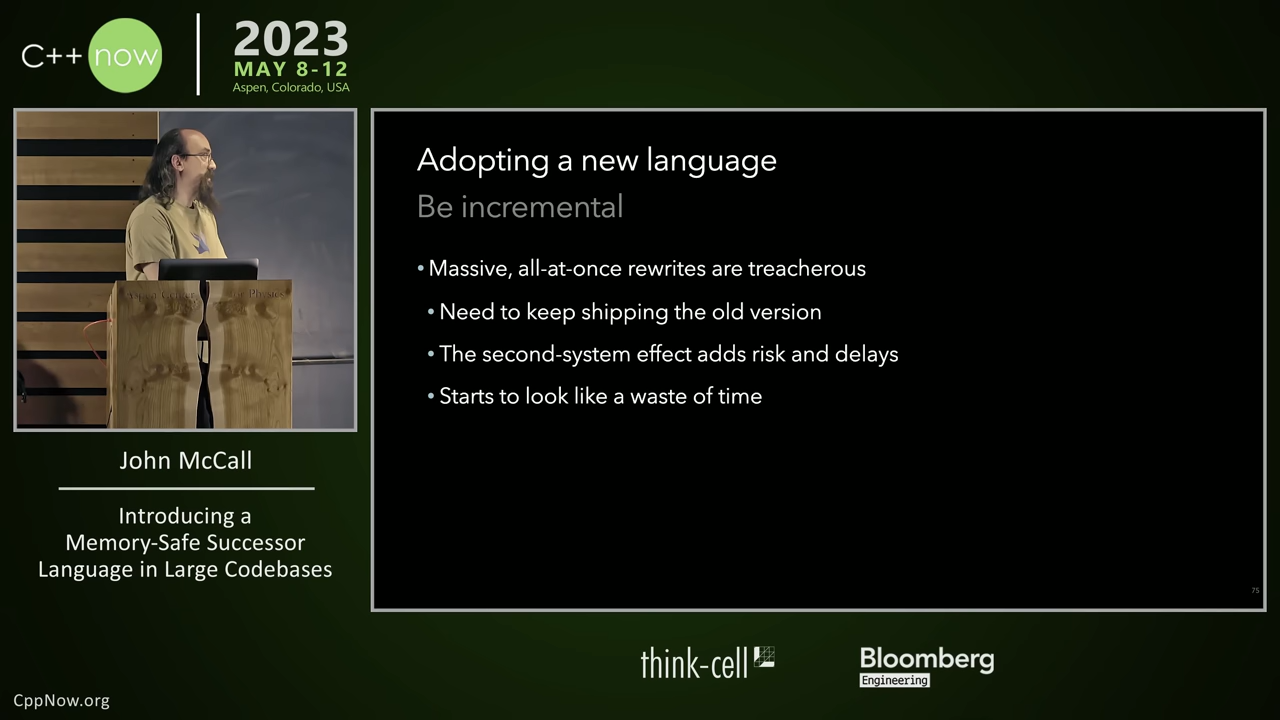 C++ now
2023
MAY 8-12
Aspen, Colorado, USA
Adopting a new language
Be incremental
• Massive, all-at-once rewrites are treacherous
• Need to keep shipping the old version
• The second-system effect adds risk and delays
• Starts to look like a waste of time
75
John McCall
Introducing a
Memory-Safe Successor
Language in Large Codebases
think-cell
Bloomberg
Engineering
CppNow.org